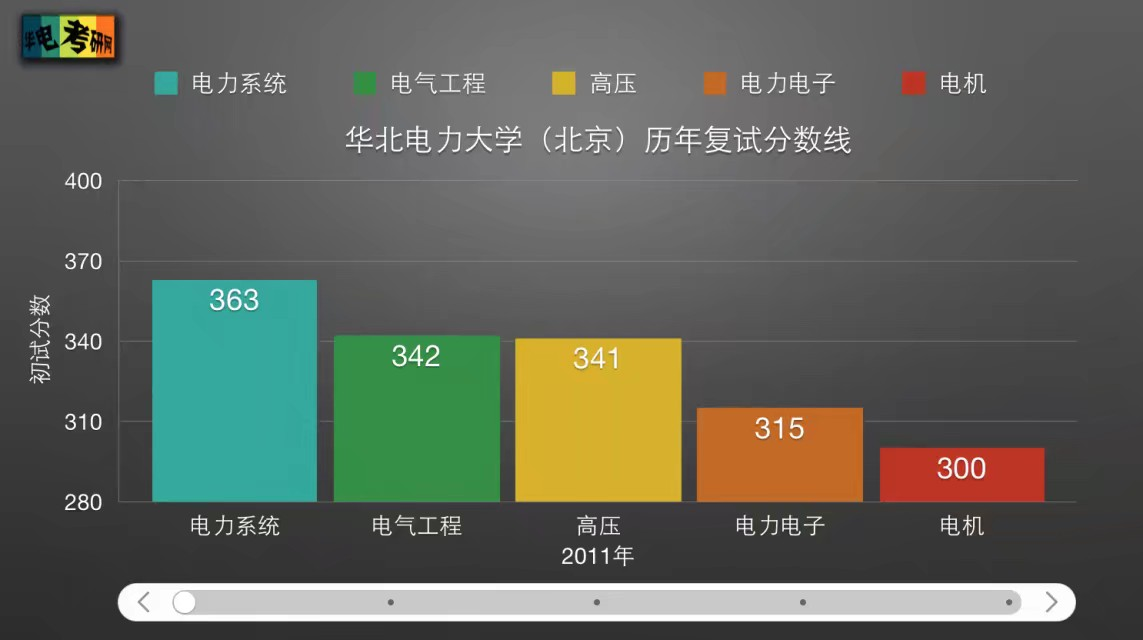 华电考研网
电力系统 电气工程 高压 电力电子 电机
华北电力大学（北京）历年复试分数线
400
370
340
310
280
初试分数
363
342
341
315
300
电力系统 电气工程 高压 电力电子 电机
2011年